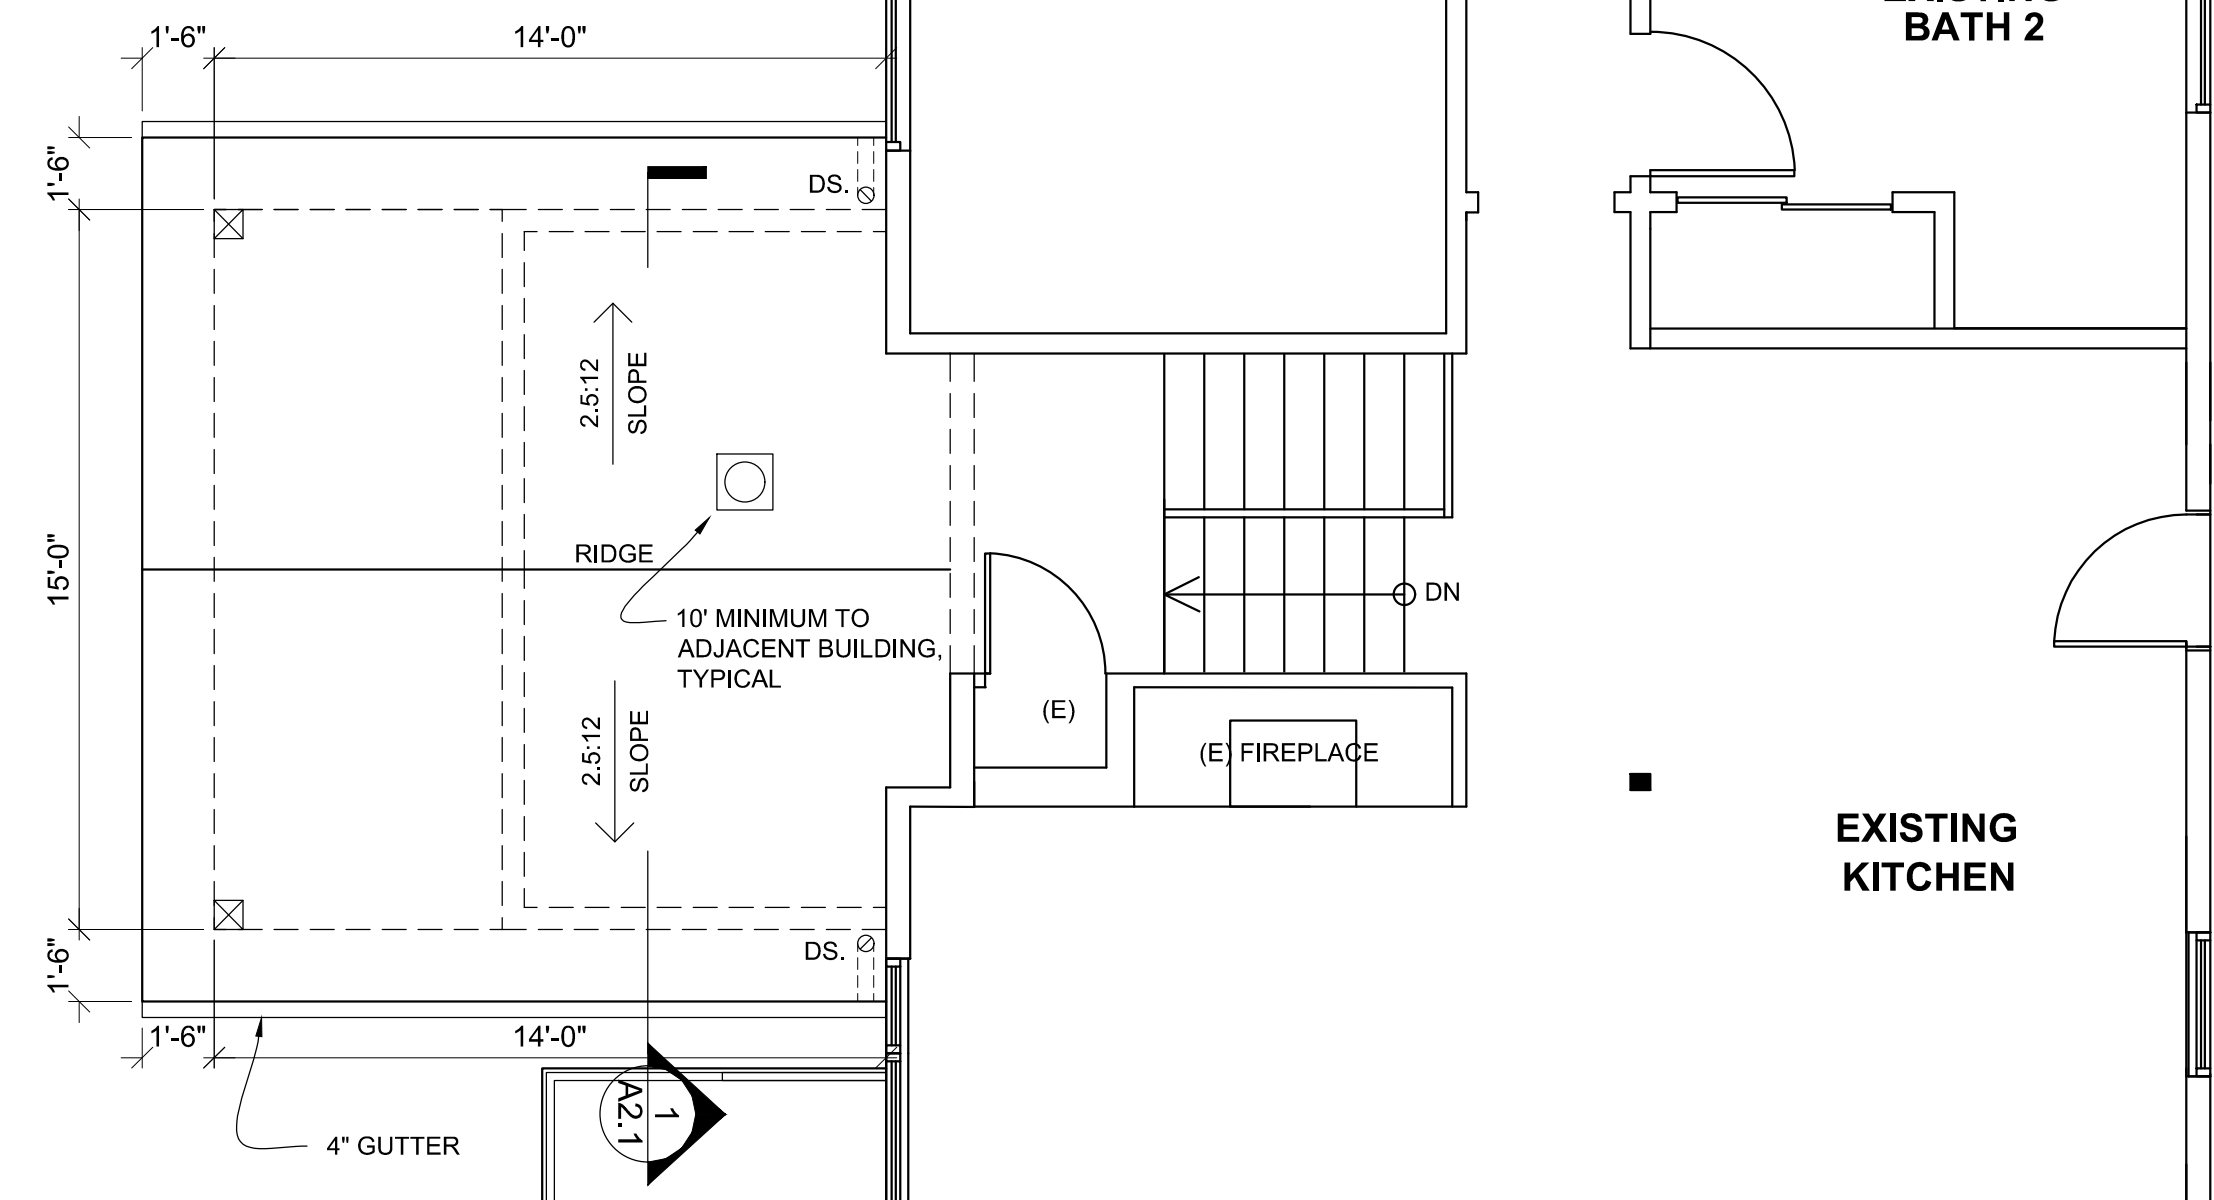 BATH 2
1'-6"
14'-0"
1'-6"
DS.
2.5:12
SLOPE
RIDGE
15'-0"
10' MINIMUM TO
ADJACENT BUILDING,
TYPICAL
DN
2.5:12
SLOPE
(E)
(E) FIREPLACE
EXISTING
KITCHEN
DS.
1'-6"
1'-6"
14'-0"
1
A2.1
4" GUTTER